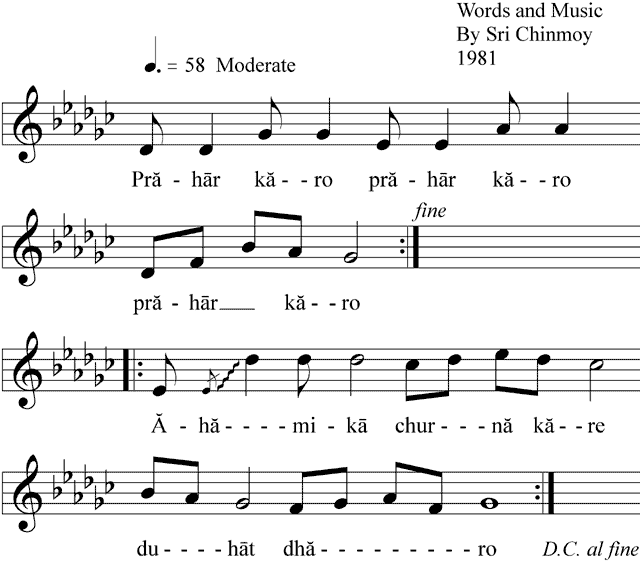 Words and Music
By Sri Chinmoy
1981
= 58 Moderate
Pră - hār kă - - ro pră - hār kă - - ro
fine
pră - hār___ kă - - ro
Ă - hă - - - - mi - kā chur - - - nă kă - - re
du - - - - - hāt dhă - - - - - - - - - ro D.C. al fine